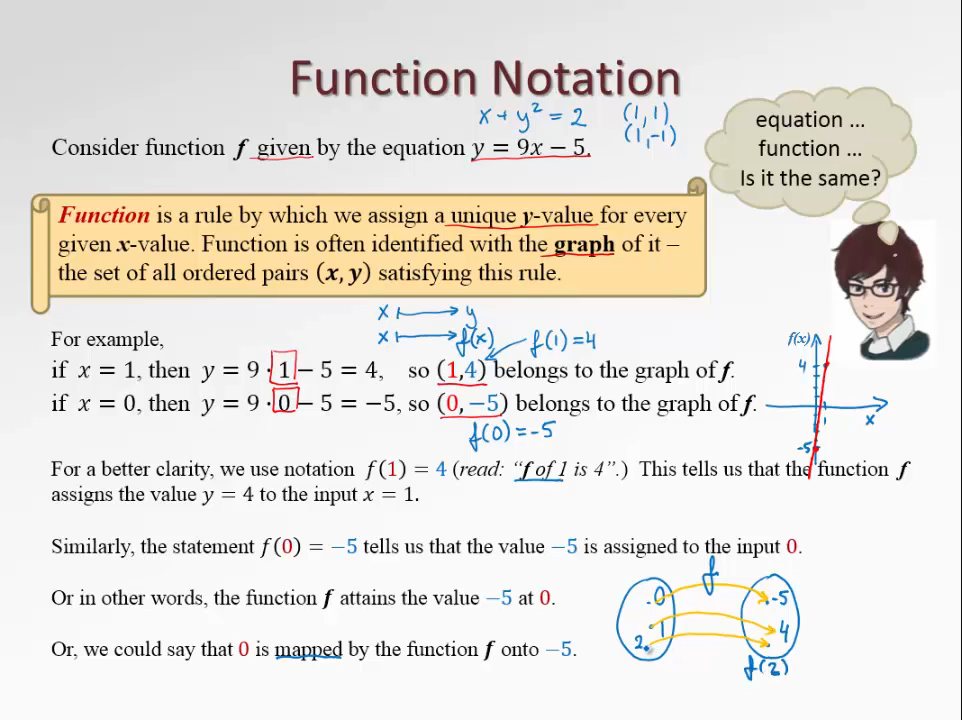 Function Notation
x + y² = 2 (1, 1)
(1, -1)
equation ...
function ...
Is it the same?
Consider function f given by the equation y = 9x − 5.
Function is a rule by which we assign a unique y-value for every
given x-value. Function is often identified with the graph of it –
the set of all ordered pairs (x, y) satisfying this rule.
x ↦ y
x ↦ f(x)
f(1) = 4
For example,
if x = 1, then y = 9 · 1 − 5 = 4, so (1,4) belongs to the graph of f.
if x = 0, then y = 9 · 0 − 5 = −5, so (0, −5) belongs to the graph of f.
f(0) = -5
f(x)
4
1
x
-5
For a better clarity, we use notation f(1) = 4 (read: “f of 1 is 4”.) This tells us that the function f
assigns the value y = 4 to the input x = 1.
Similarly, the statement f(0) = −5 tells us that the value −5 is assigned to the input 0.
Or in other words, the function f attains the value −5 at 0.
Or, we could say that 0 is mapped by the function f onto −5.
f
0 -5
1 4
2
f(2)